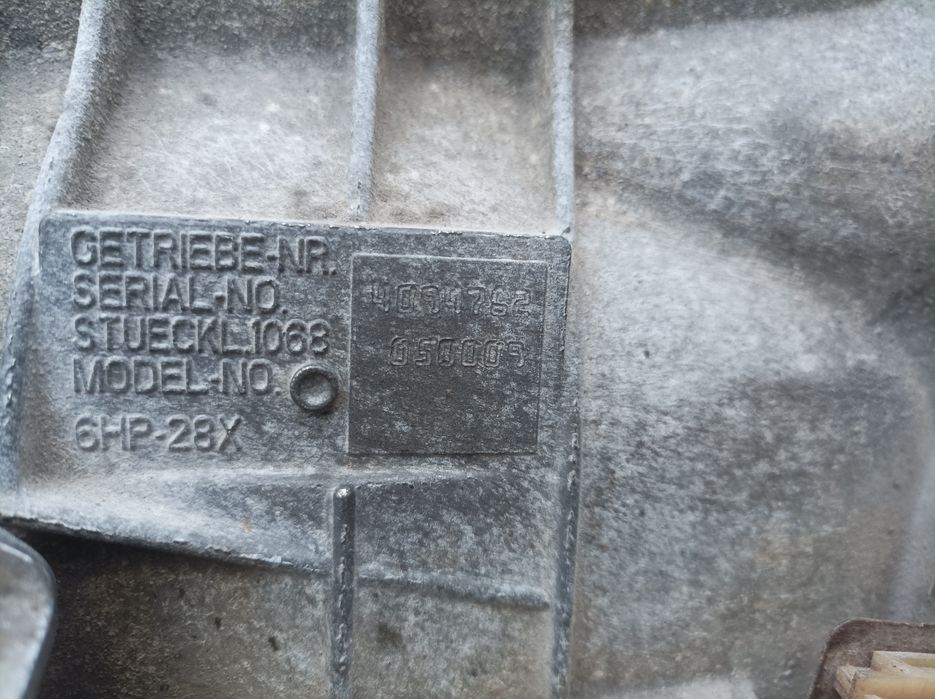 GETRIEBE-NR.
SERIAL-NO.
4094762
STUECKL.1068
050009
MODEL-NO.
6HP-28X